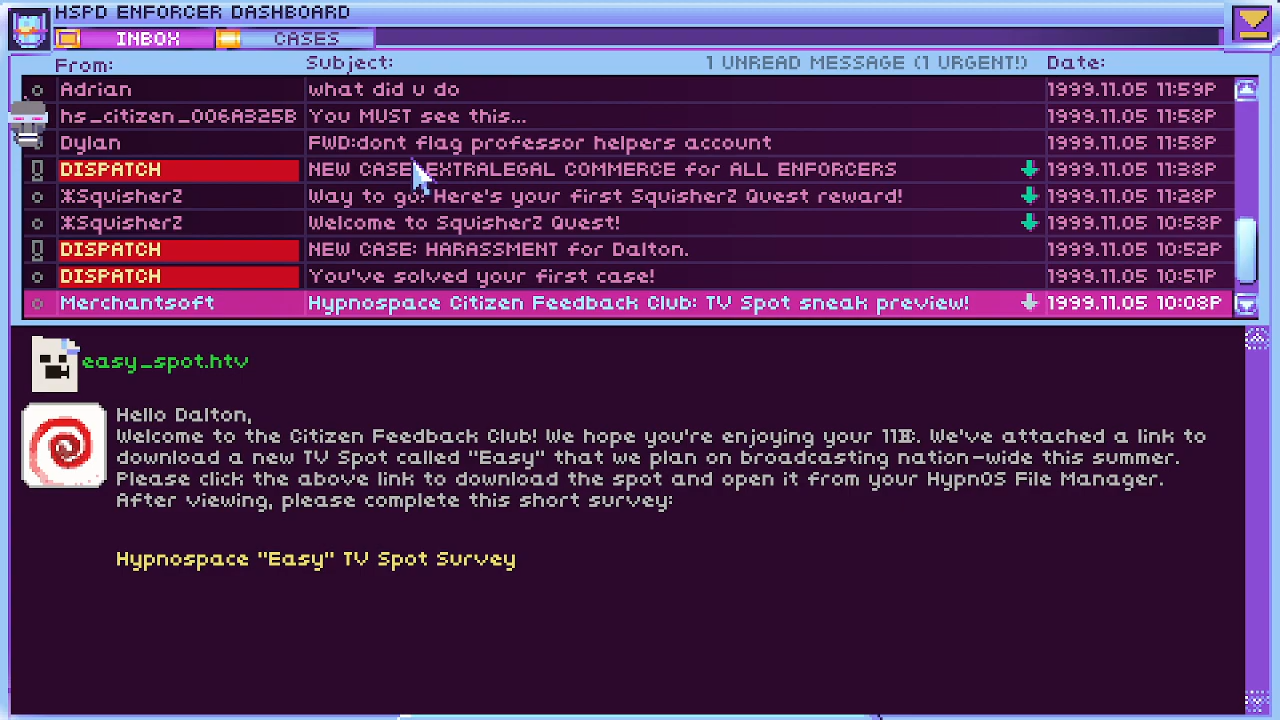 HSPD ENFORCER DASHBOARD
INBOX CASES
From: Subject: 1 UNREAD MESSAGE (1 URGENT!) Date:
Adrian what did u do 1999.11.05 11:59P
hs_citizen_006A325B You MUST see this... 1999.11.05 11:58P
Dylan FWD:dont flag professor helpers account 1999.11.05 11:58P
DISPATCH NEW CASE: EXTRALEGAL COMMERCE for ALL ENFORCERS 1999.11.05 11:38P
SquisherZ Way to go! Here's your first SquisherZ Quest reward! 1999.11.05 11:28P
SquisherZ Welcome to SquisherZ Quest! 1999.11.05 10:58P
DISPATCH NEW CASE: HARASSMENT for Dalton. 1999.11.05 10:52P
DISPATCH You've solved your first case! 1999.11.05 10:51P
Merchantsoft Hypnospace Citizen Feedback Club: TV Spot sneak preview! 1999.11.05 10:08P
easy_spot.htv
Hello Dalton,
Welcome to the Citizen Feedback Club! We hope you're enjoying your 11. We've attached a link to
download a new TV Spot called "Easy" that we plan on broadcasting nation-wide this summer.
Please click the above link to download the spot and open it from your HypnOS File Manager.
After viewing, please complete this short survey:
Hypnospace "Easy" TV Spot Survey